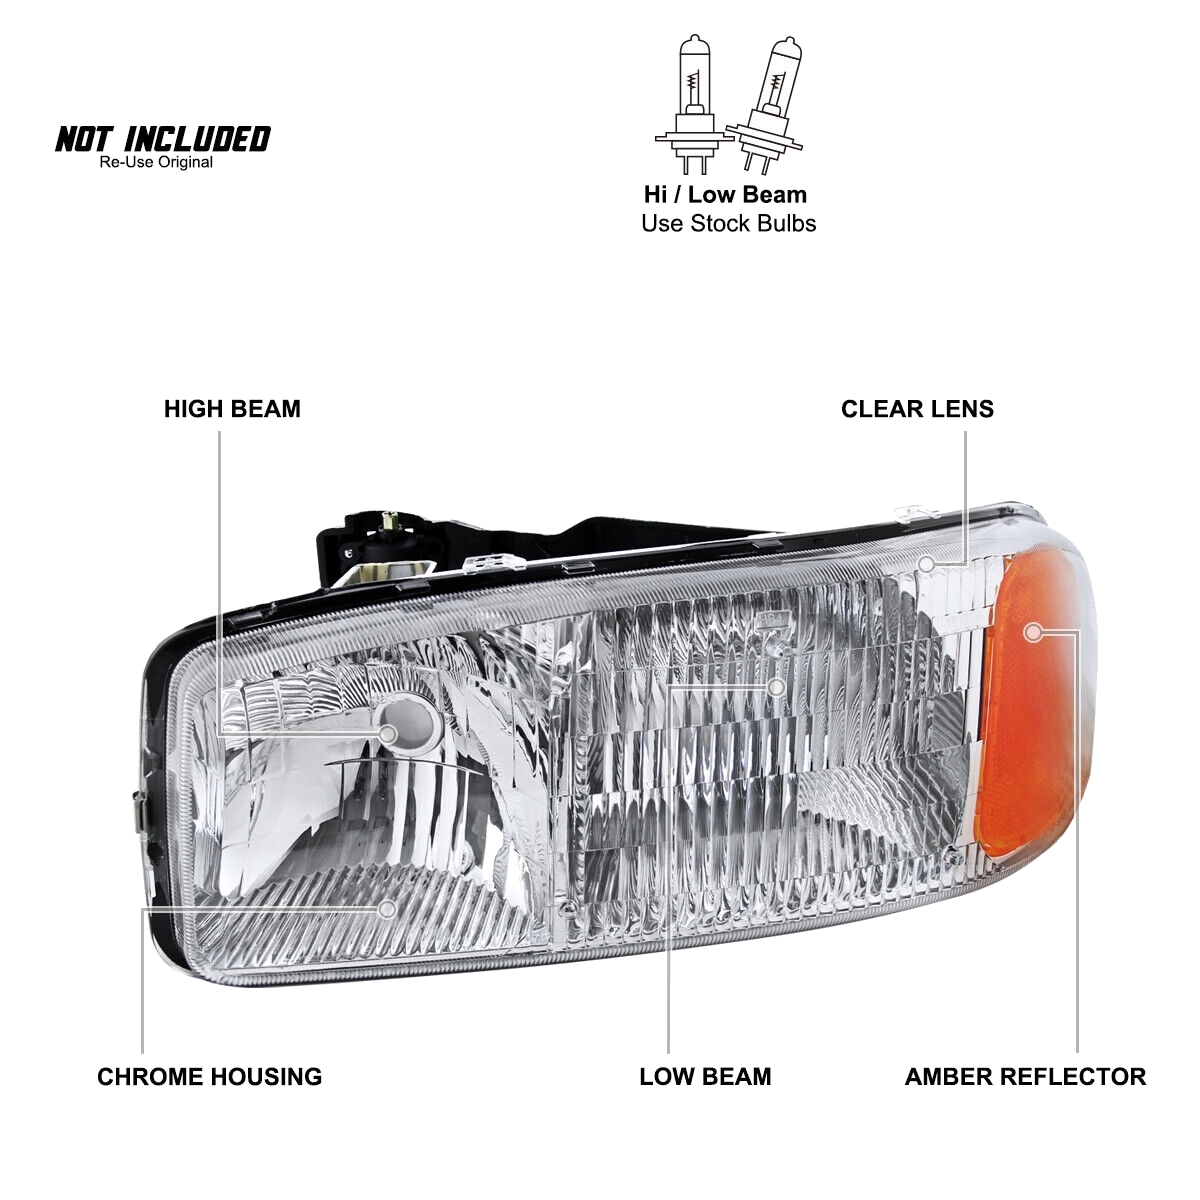 NOT INCLUDED
Re-Use Original
Hi / Low Beam
Use Stock Bulbs
HIGH BEAM
CLEAR LENS
CHROME HOUSING
LOW BEAM
AMBER REFLECTOR